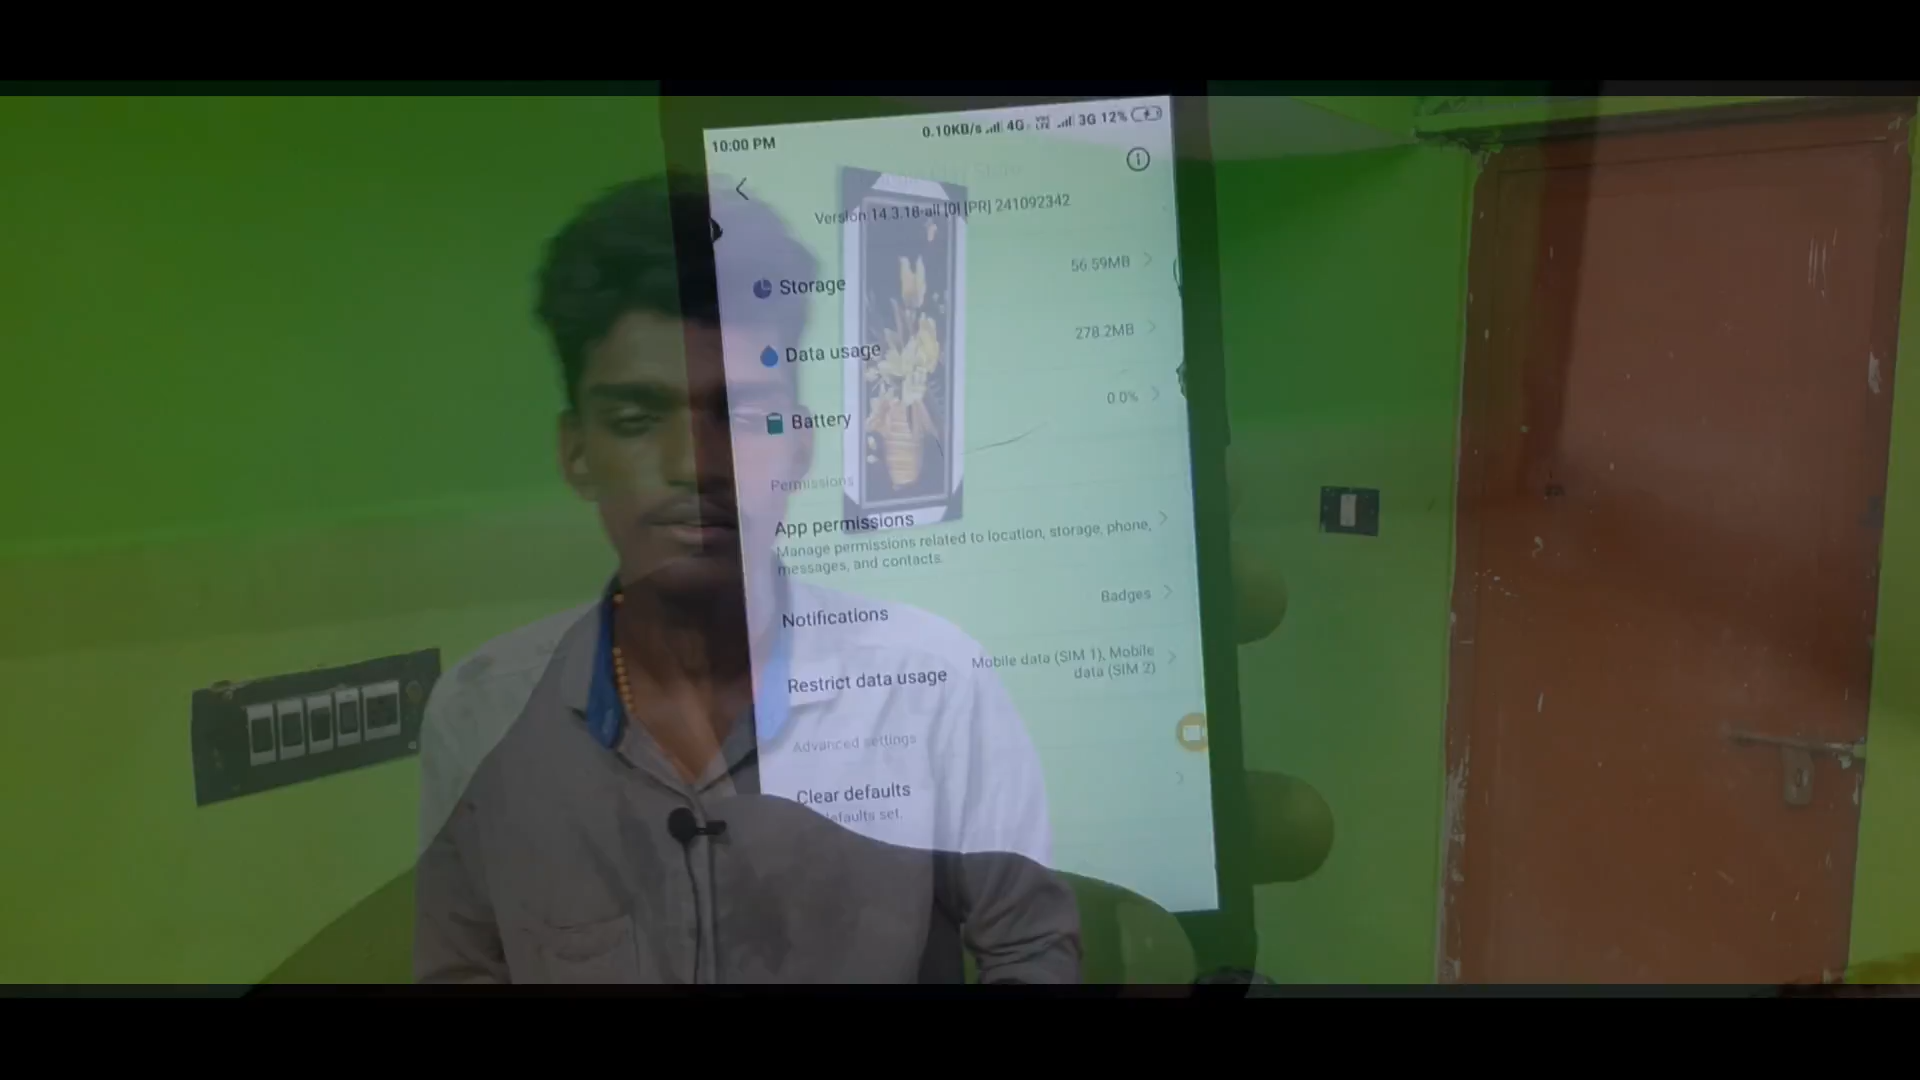 10:00 PM
0.10KB/s 4G VoLTE 3G 12%
Version 14.3.18-all [0] [PR] 241092342
Storage
56.59MB
Data usage
278.2MB
Battery
0.0%
Permissions
App permissions
Manage permissions related to location, storage, phone,
messages, and contacts.
Notifications
Badges
Restrict data usage
Mobile data (SIM 1), Mobile
data (SIM 2)
Advanced settings
Clear defaults
set.